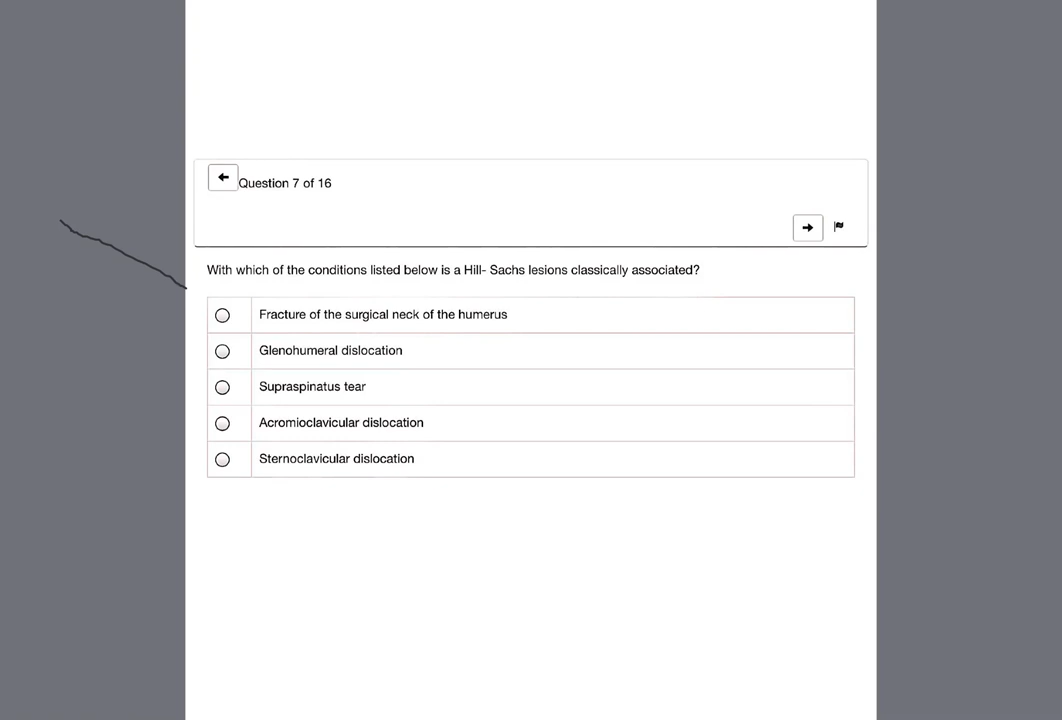 Question 7 of 16
With which of the conditions listed below is a Hill- Sachs lesions classically associated?
Fracture of the surgical neck of the humerus
Glenohumeral dislocation
Supraspinatus tear
Acromioclavicular dislocation
Sternoclavicular dislocation